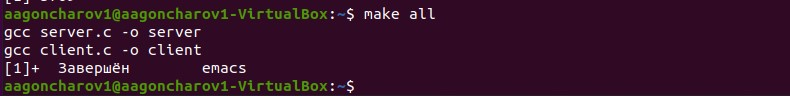 aagoncharov1@aagoncharov1-VirtualBox:~$ make all
gcc server.c -o server
gcc client.c -o client
[1]+  Завершён        emacs
aagoncharov1@aagoncharov1-VirtualBox:~$